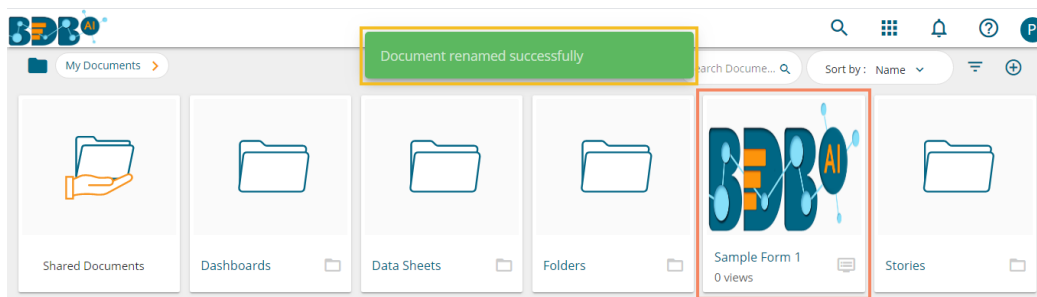 BDB AI
Document renamed successfully
P
My Documents >
arch Docume...
Sort by : Name
BDB AI
Shared Documents
Dashboards
Data Sheets
Folders
Sample Form 1
0 views
Stories